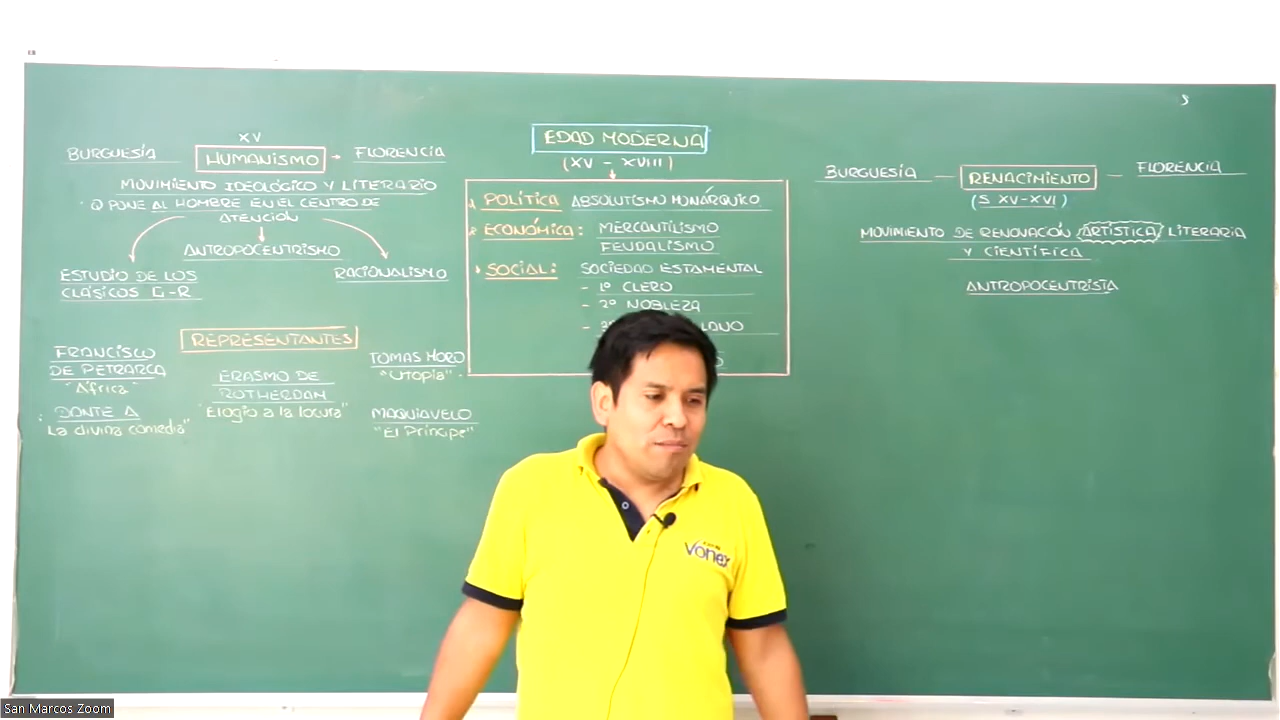 XV
BURGUESÍA HUMANISMO → FLORENCIA
MOVIMIENTO IDEOLÓGICO Y LITERARIO
Q PONE AL HOMBRE EN EL CENTRO DE
ATENCIÓN
ANTROPOCENTRISMO
ESTUDIO DE LOS
CLÁSICOS G-R
RACIONALISMO
REPRESENTANTES
FRANCISCO
DE PETRARCA
"África"
DONTE A
"La divina comedia"
ERASMO DE
ROTHERDAM
"Elogio a la locura"
TOMAS MORO
"Utopia"
MAQUIAVELO
"El Príncipe"
EDAD MODERNA
(XV - XVIII)
POLÍTICA ABSOLUTISMO MONÁRQUICO
ECONÓMICA: MERCANTILISMO
FEUDALISMO
SOCIAL: SOCIEDAD ESTAMENTAL
- 1º CLERO
- 2º NOBLEZA
BURGUESÍA — RENACIMIENTO — FLORENCIA
(S. XV-XVI)
MOVIMIENTO DE RENOVACIÓN ARTÍSTICA, LITERARIA
Y CIENTÍFICA
ANTROPOCENTRISTA
Vonex
San Marcos Zoom